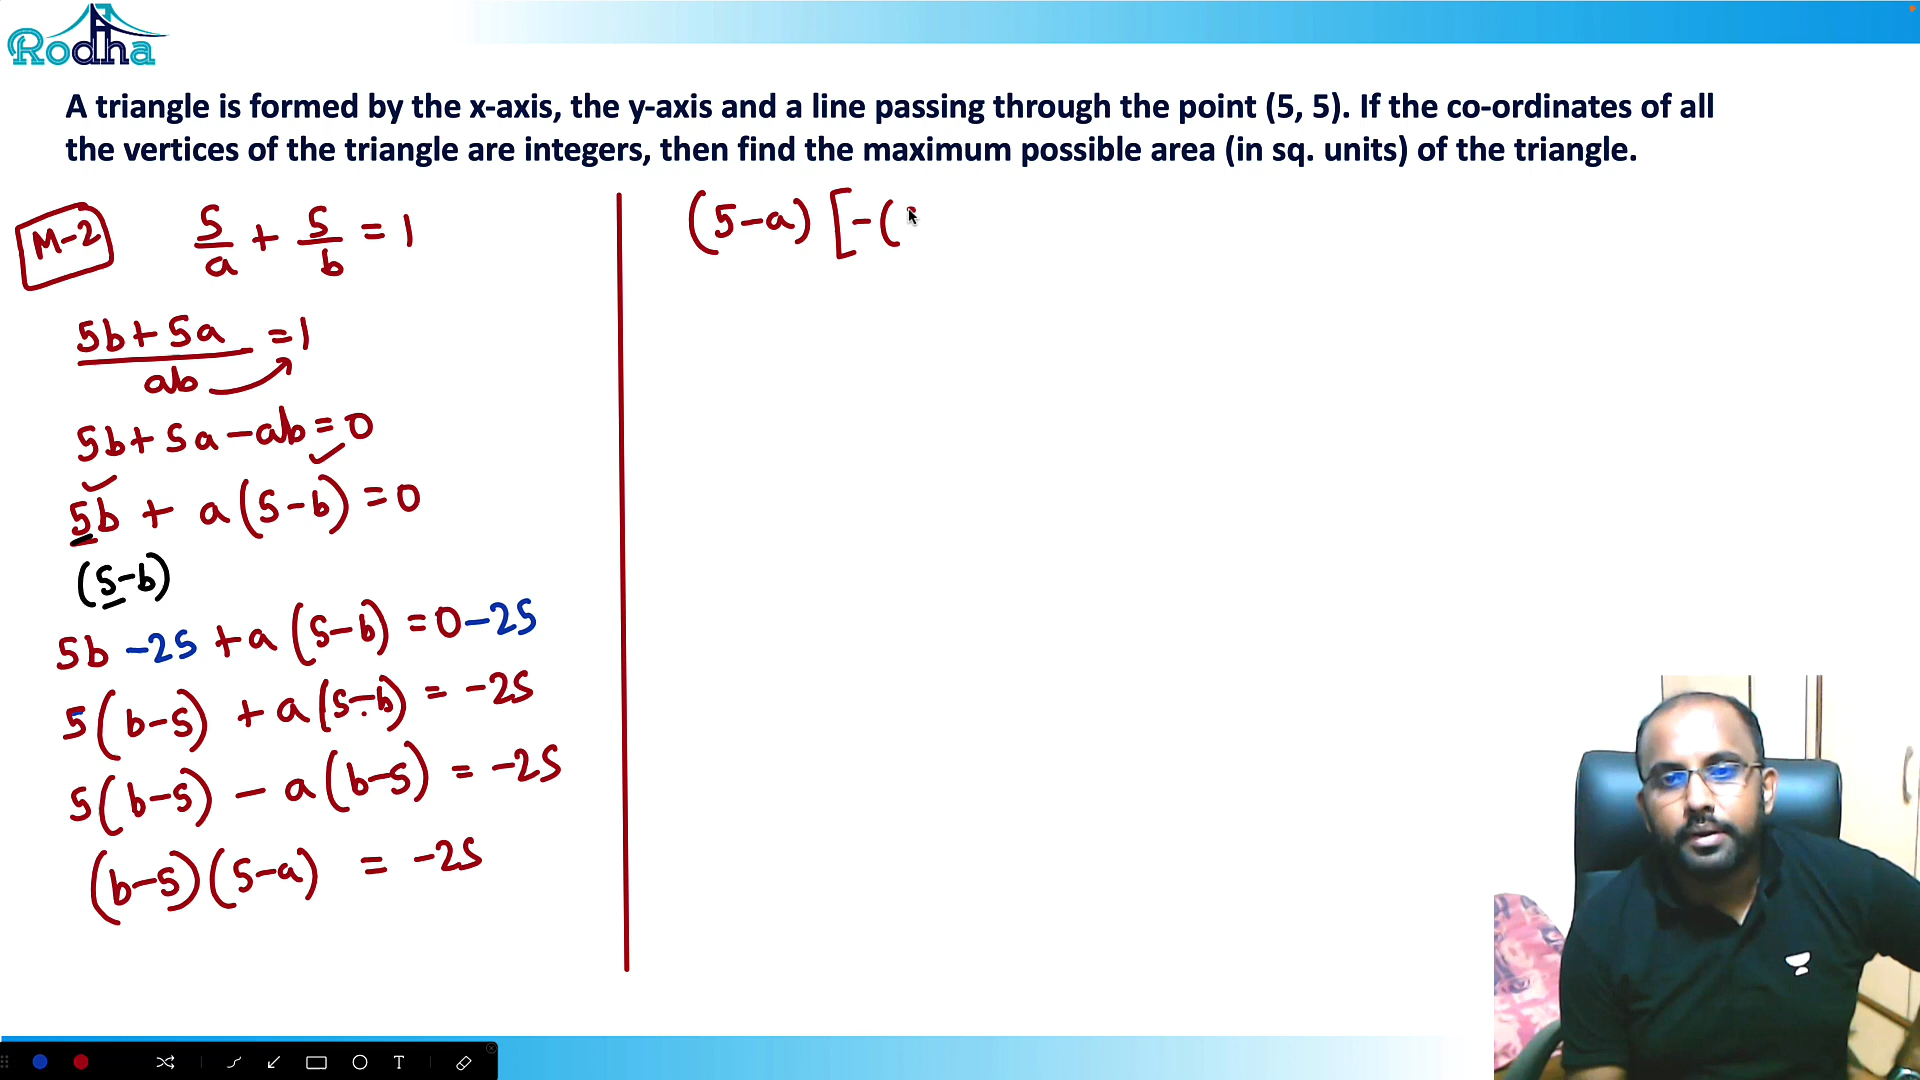 Rodha
A triangle is formed by the x-axis, the y-axis and a line passing through the point (5, 5). If the co-ordinates of all
the vertices of the triangle are integers, then find the maximum possible area (in sq. units) of the triangle.
M-2
5/a + 5/b = 1
(5b + 5a)/ab = 1
5b + 5a - ab = 0
5b + a(5-b) = 0
(5-b)
5b -25 + a(5-b) = 0 -25
5(b-5) + a(5-b) = -25
5(b-5) - a(b-5) = -25
(b-5)(5-a) = -25
(5-a)[-(
T